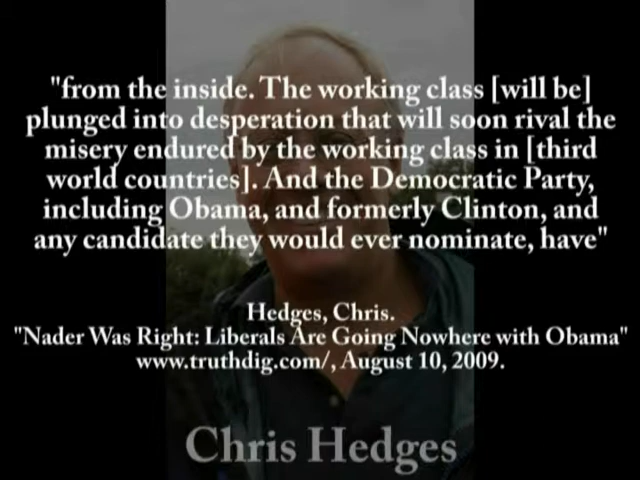 "from the inside. The working class [will be]
plunged into desperation that will soon rival the
misery endured by the working class in [third
world countries]. And the Democratic Party,
including Obama, and formerly Clinton, and
any candidate they would ever nominate, have"
Hedges, Chris.
"Nader Was Right: Liberals Are Going Nowhere with Obama"
www.truthdig.com/, August 10, 2009.
Chris Hedges